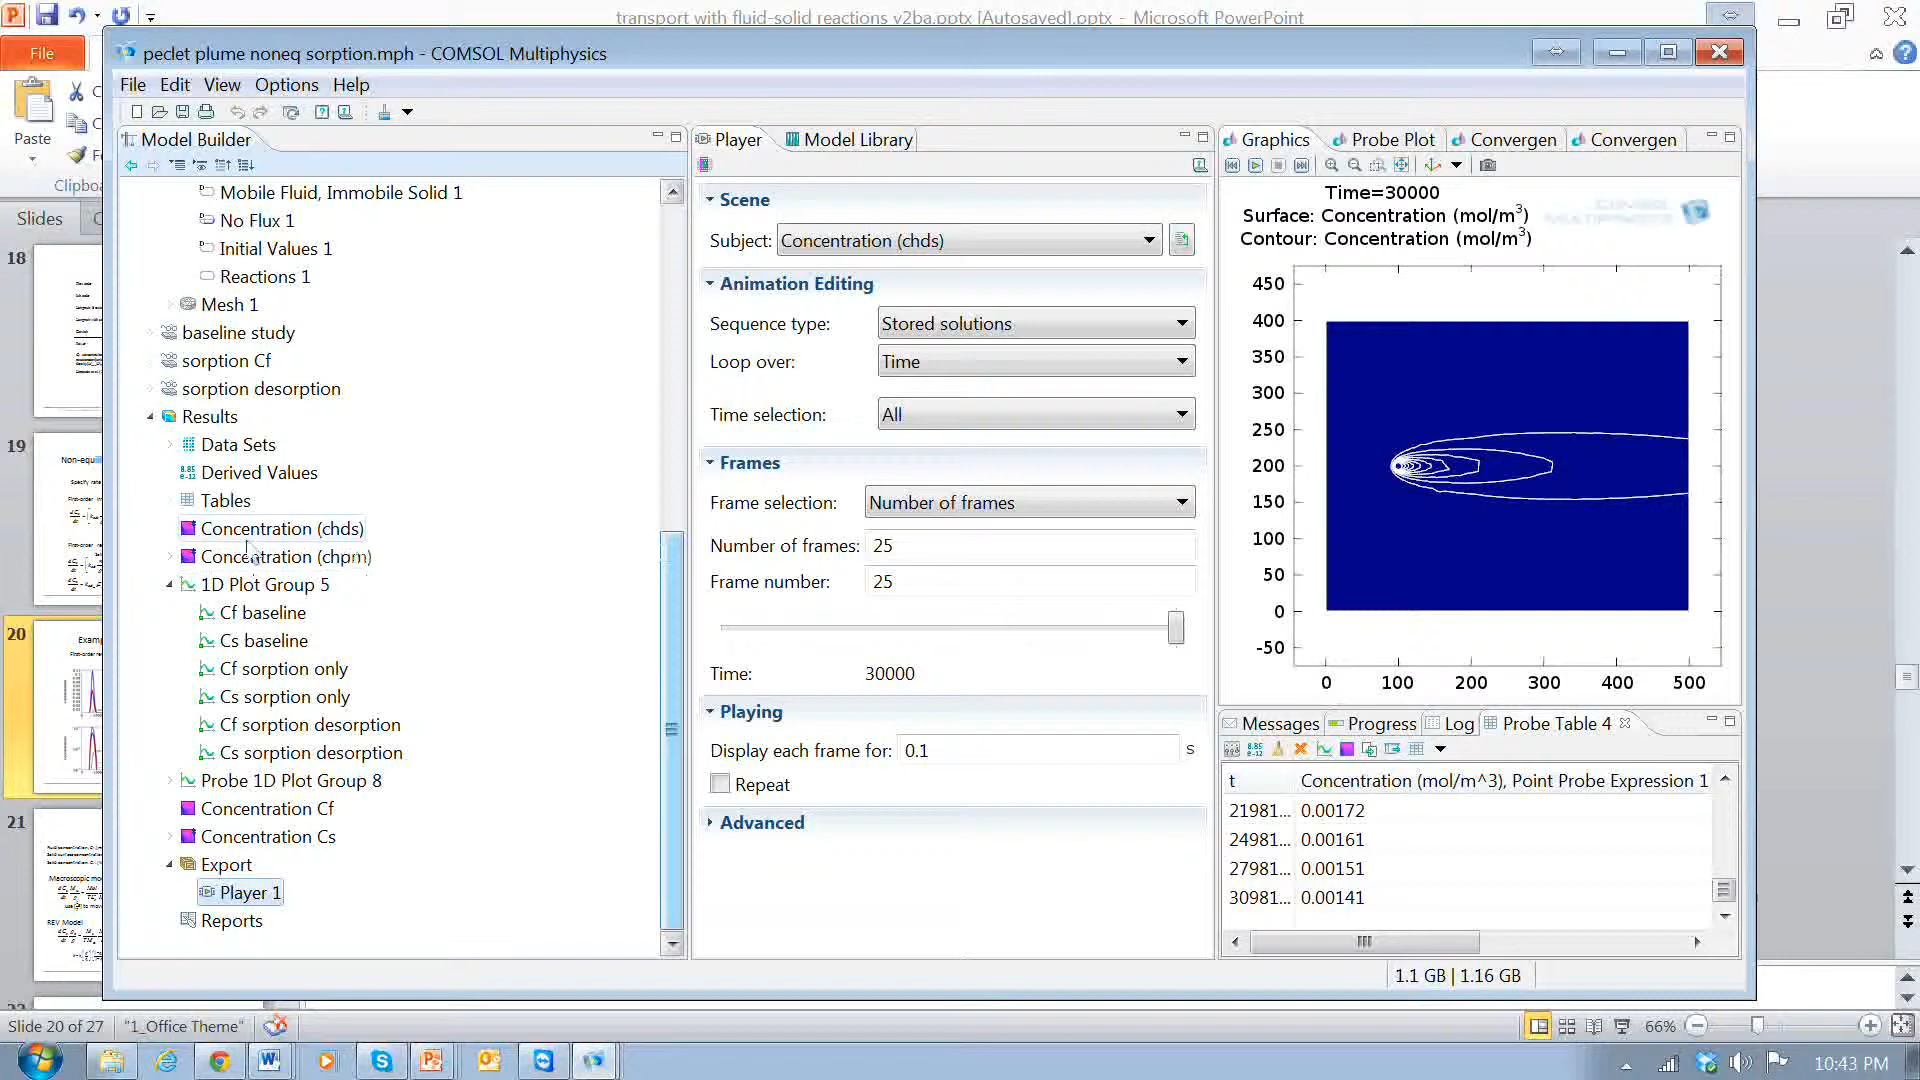 transport with fluid-solid reactions v2ba.pptx [Autosaved].pptx - Microsoft PowerPoint
File
Paste
Clipboa
Slides
18
19
20
21
peclet plume noneq sorption.mph - COMSOL Multiphysics
File Edit View Options Help
Model Builder
Mobile Fluid, Immobile Solid 1
No Flux 1
Initial Values 1
Reactions 1
Mesh 1
baseline study
sorption Cf
sorption desorption
Results
Data Sets
Derived Values
Tables
Concentration (chds)
Concentration (chpm)
1D Plot Group 5
Cf baseline
Cs baseline
Cf sorption only
Cs sorption only
Cf sorption desorption
Cs sorption desorption
Probe 1D Plot Group 8
Concentration Cf
Concentration Cs
Export
Player 1
Reports
Player Model Library
Scene
Subject: Concentration (chds)
Animation Editing
Sequence type: Stored solutions
Loop over: Time
Time selection: All
Frames
Frame selection: Number of frames
Number of frames: 25
Frame number: 25
Time: 30000
Playing
Display each frame for: 0.1 s
Repeat
Advanced
Graphics Probe Plot Convergen Convergen
Time=30000
Surface: Concentration (mol/m³)
Contour: Concentration (mol/m³)
COMSOL
MULTIPHYSICS
450
400
350
300
250
200
150
100
50
0
-50
0 100 200 300 400 500
Messages Progress Log Probe Table 4
t Concentration (mol/m^3), Point Probe Expression 1
21981... 0.00172
24981... 0.00161
27981... 0.00151
30981... 0.00141
1.1 GB | 1.16 GB
Slide 20 of 27 "1_Office Theme" 66%
10:43 PM